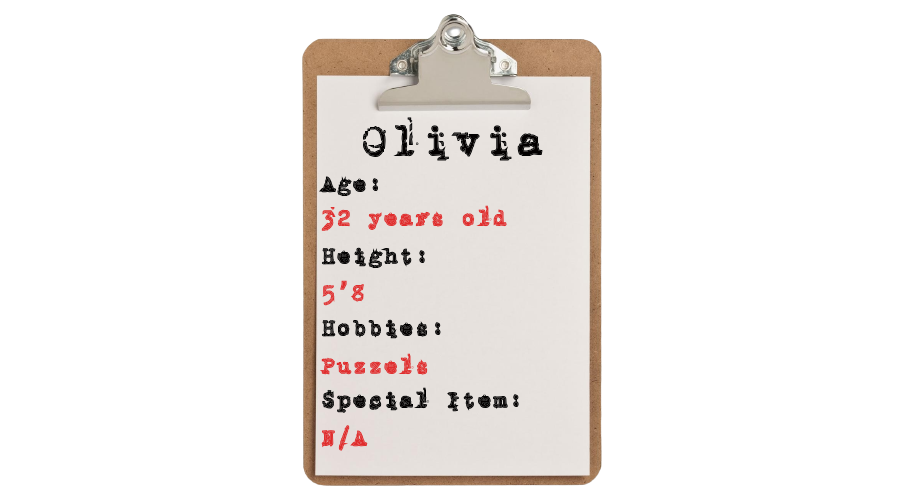 Olivia
Age:
32 years old
Height:
5'8
Hobbies:
Puzzels
Special Item:
N/A